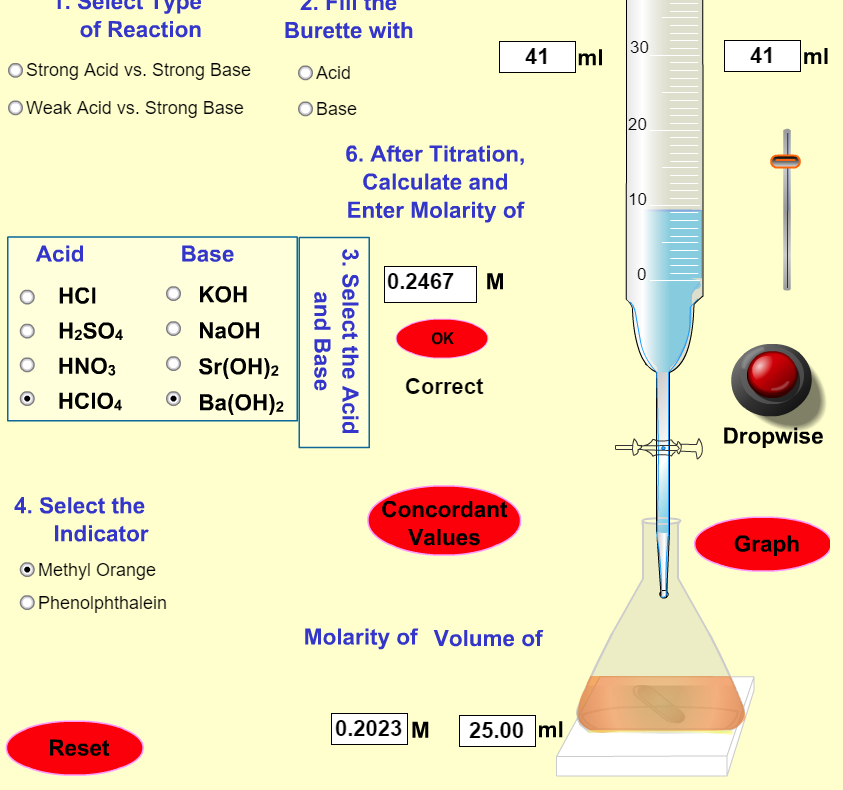 1. Select Type
of Reaction
Strong Acid vs. Strong Base
Weak Acid vs. Strong Base
2. Fill the
Burette with
Acid
Base
41 ml
41 ml
30
20
10
0
6. After Titration,
Calculate and
Enter Molarity of
0.2467 M
OK
Correct
Acid
Base
HCl
KOH
H₂SO₄
NaOH
HNO₃
Sr(OH)₂
HClO₄
Ba(OH)₂
3. Select the Acid
and Base
Dropwise
4. Select the
Indicator
Methyl Orange
Phenolphthalein
Concordant
Values
Graph
Molarity of Volume of
0.2023 M 25.00 ml
Reset